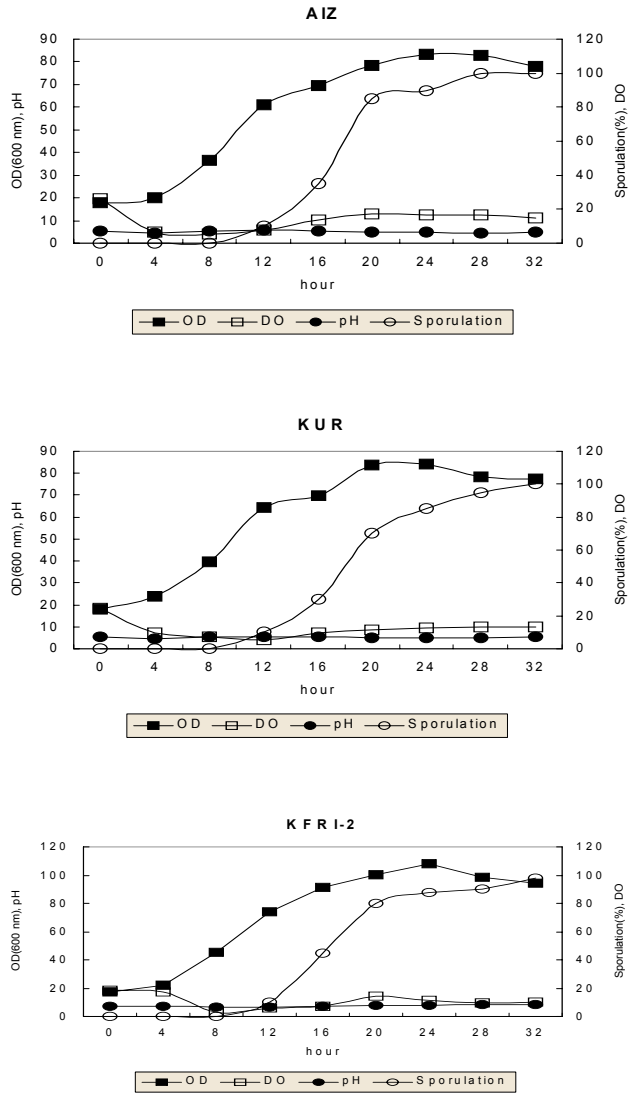 AIZ
90 120
80 100
70
60 80
50
60
40
30 40
20
20
10
0 0
0 4 8 12 16 20 24 28 32
hour
OD(600 nm), pH
Sporulation(%), DO
OD DO pH Sporulation
KUR
90 120
80 100
70
60 80
50
60
40
30 40
20
20
10
0 0
0 4 8 12 16 20 24 28 32
hour
OD(600 nm), pH
Sporulation(%), DO
OD DO pH Sporulation
KFRI-2
120 120
100 100
80 80
60 60
40 40
20 20
0 0
0 4 8 12 16 20 24 28 32
hour
OD(600 nm), pH
Sporulation(%), DO
OD DO pH Sporulation